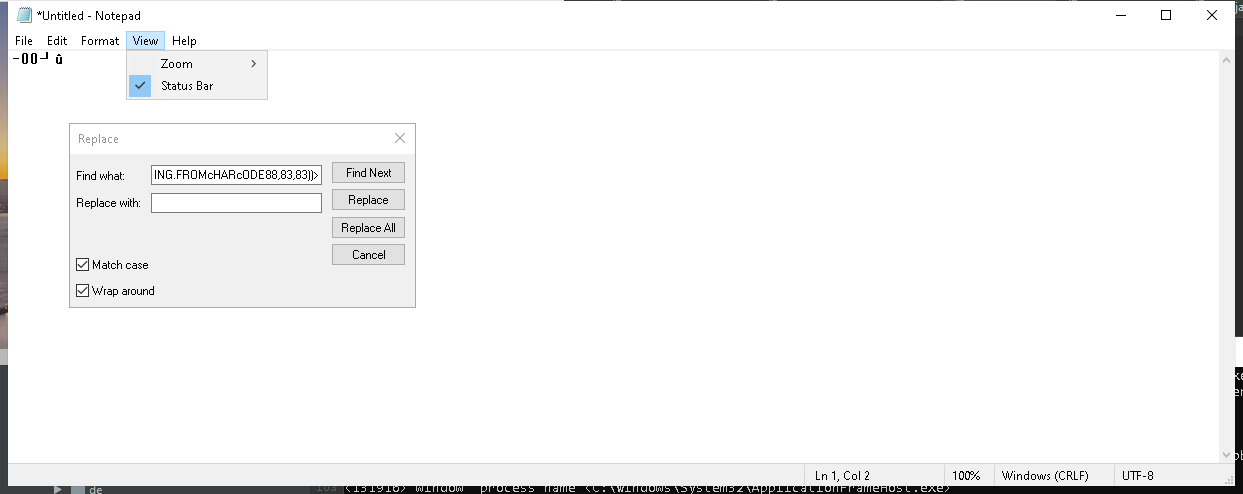 *Untitled - Notepad
File Edit Format View Help
-00┘ û
Zoom
Status Bar
Replace
Find what: ING.FROMcHARcODE88,83,83))> Find Next
Replace with: Replace
Replace All
Cancel
Match case
Wrap around
Ln 1, Col 2 100% Windows (CRLF) UTF-8
de <131916> window process name <C:\Windows\System32\ApplicationFrameHost.exe>